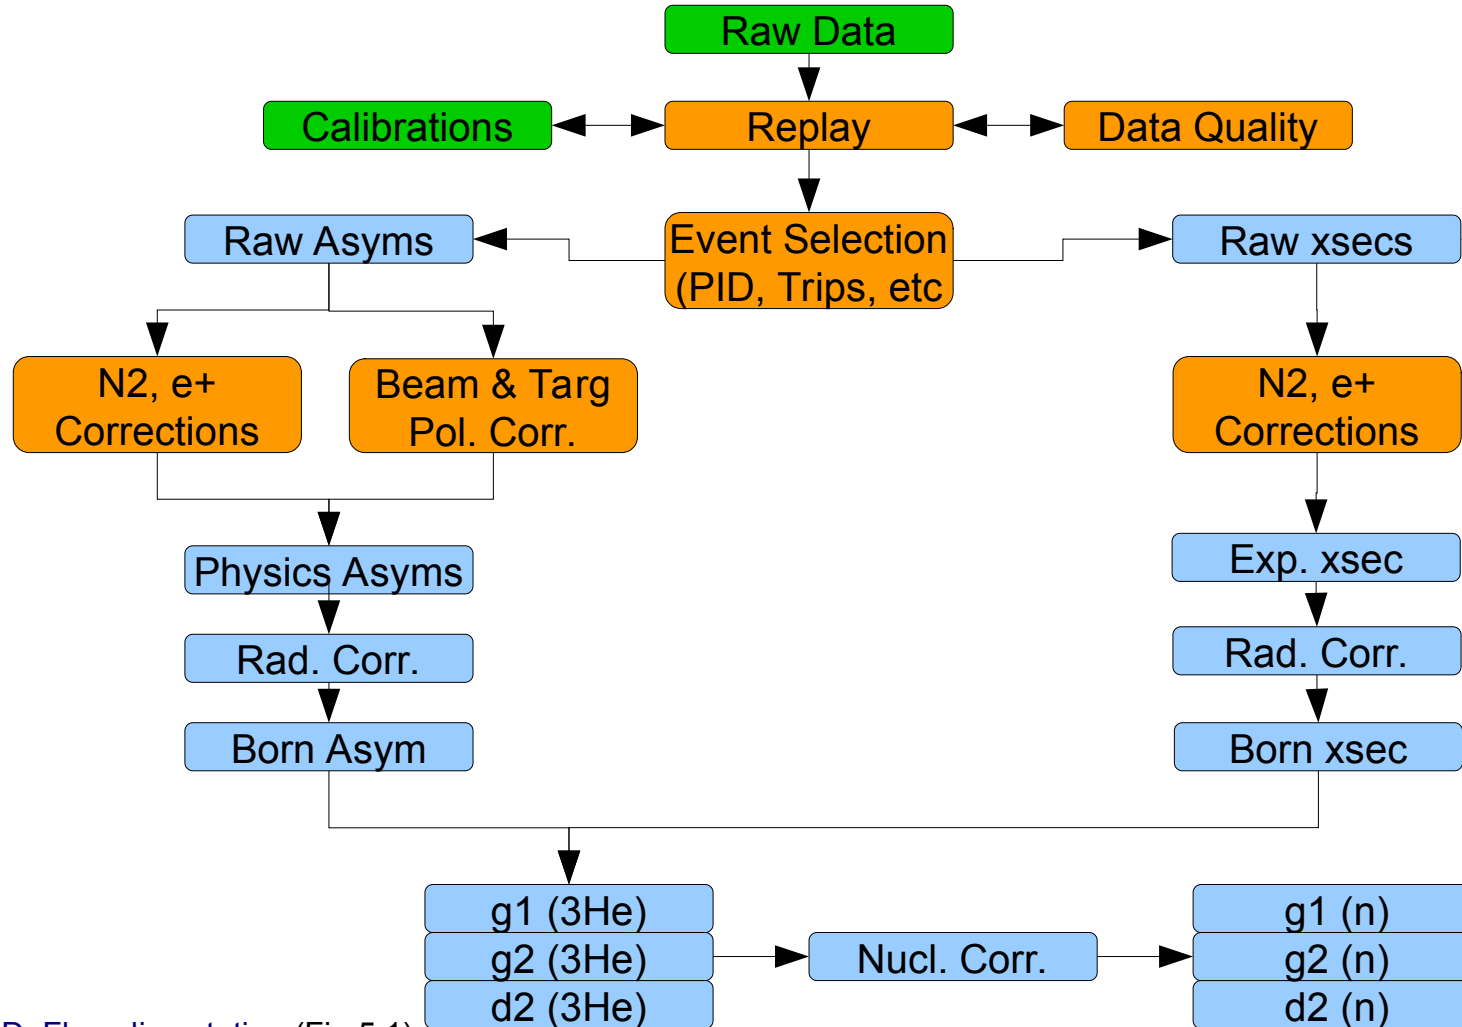 Raw Data
Calibrations
Replay
Data Quality
Raw Asyms
Event Selection
(PID, Trips, etc
Raw xsecs
N2, e+
Corrections
Beam & Targ
Pol. Corr.
N2, e+
Corrections
Physics Asyms
Exp. xsec
Rad. Corr.
Rad. Corr.
Born Asym
Born xsec
g1 (3He)
g2 (3He)
d2 (3He)
Nucl. Corr.
g1 (n)
g2 (n)
d2 (n)